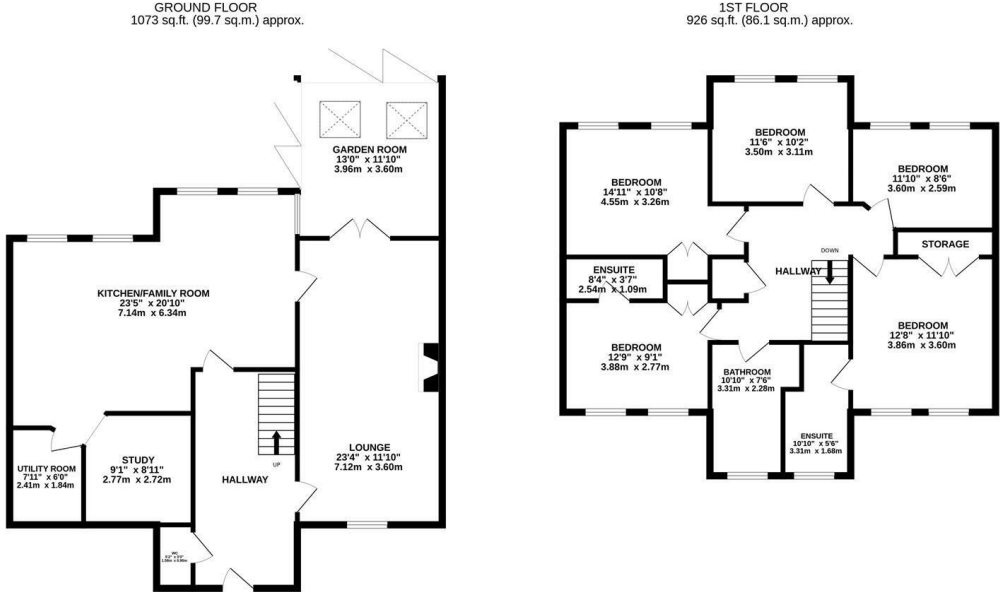 GROUND FLOOR
1073 sq.ft. (99.7 sq.m.) approx.
GARDEN ROOM
13'0" x 11'10"
3.96m x 3.60m
KITCHEN/FAMILY ROOM
23'5" x 20'10"
7.14m x 6.34m
UTILITY ROOM
7'11" x 6'0"
2.41m x 1.84m
STUDY
9'1" x 8'11"
2.77m x 2.72m
UP
HALLWAY
LOUNGE
23'4" x 11'10"
7.12m x 3.60m
WC
1ST FLOOR
926 sq.ft. (86.1 sq.m.) approx.
BEDROOM
11'6" x 10'2"
3.50m x 3.11m
BEDROOM
14'11" x 10'8"
4.55m x 3.26m
BEDROOM
11'10" x 8'6"
3.60m x 2.59m
STORAGE
DOWN
HALLWAY
ENSUITE
8'4" x 3'7"
2.54m x 1.09m
BEDROOM
12'9" x 9'1"
3.88m x 2.77m
BEDROOM
12'8" x 11'10"
3.86m x 3.60m
BATHROOM
10'10" x 7'6"
3.31m x 2.28m
ENSUITE
10'10" x 5'6"
3.31m x 1.68m